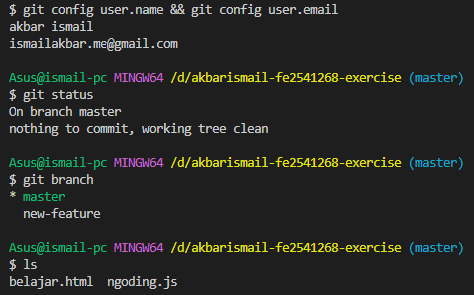 $ git config user.name && git config user.email
akbar ismail
ismailakbar.me@gmail.com
Asus@ismail-pc MINGW64 /d/akbarismail-fe2541268-exercise (master)
$ git status
On branch master
nothing to commit, working tree clean
Asus@ismail-pc MINGW64 /d/akbarismail-fe2541268-exercise (master)
$ git branch
* master
  new-feature
Asus@ismail-pc MINGW64 /d/akbarismail-fe2541268-exercise (master)
$ ls
belajar.html  ngoding.js